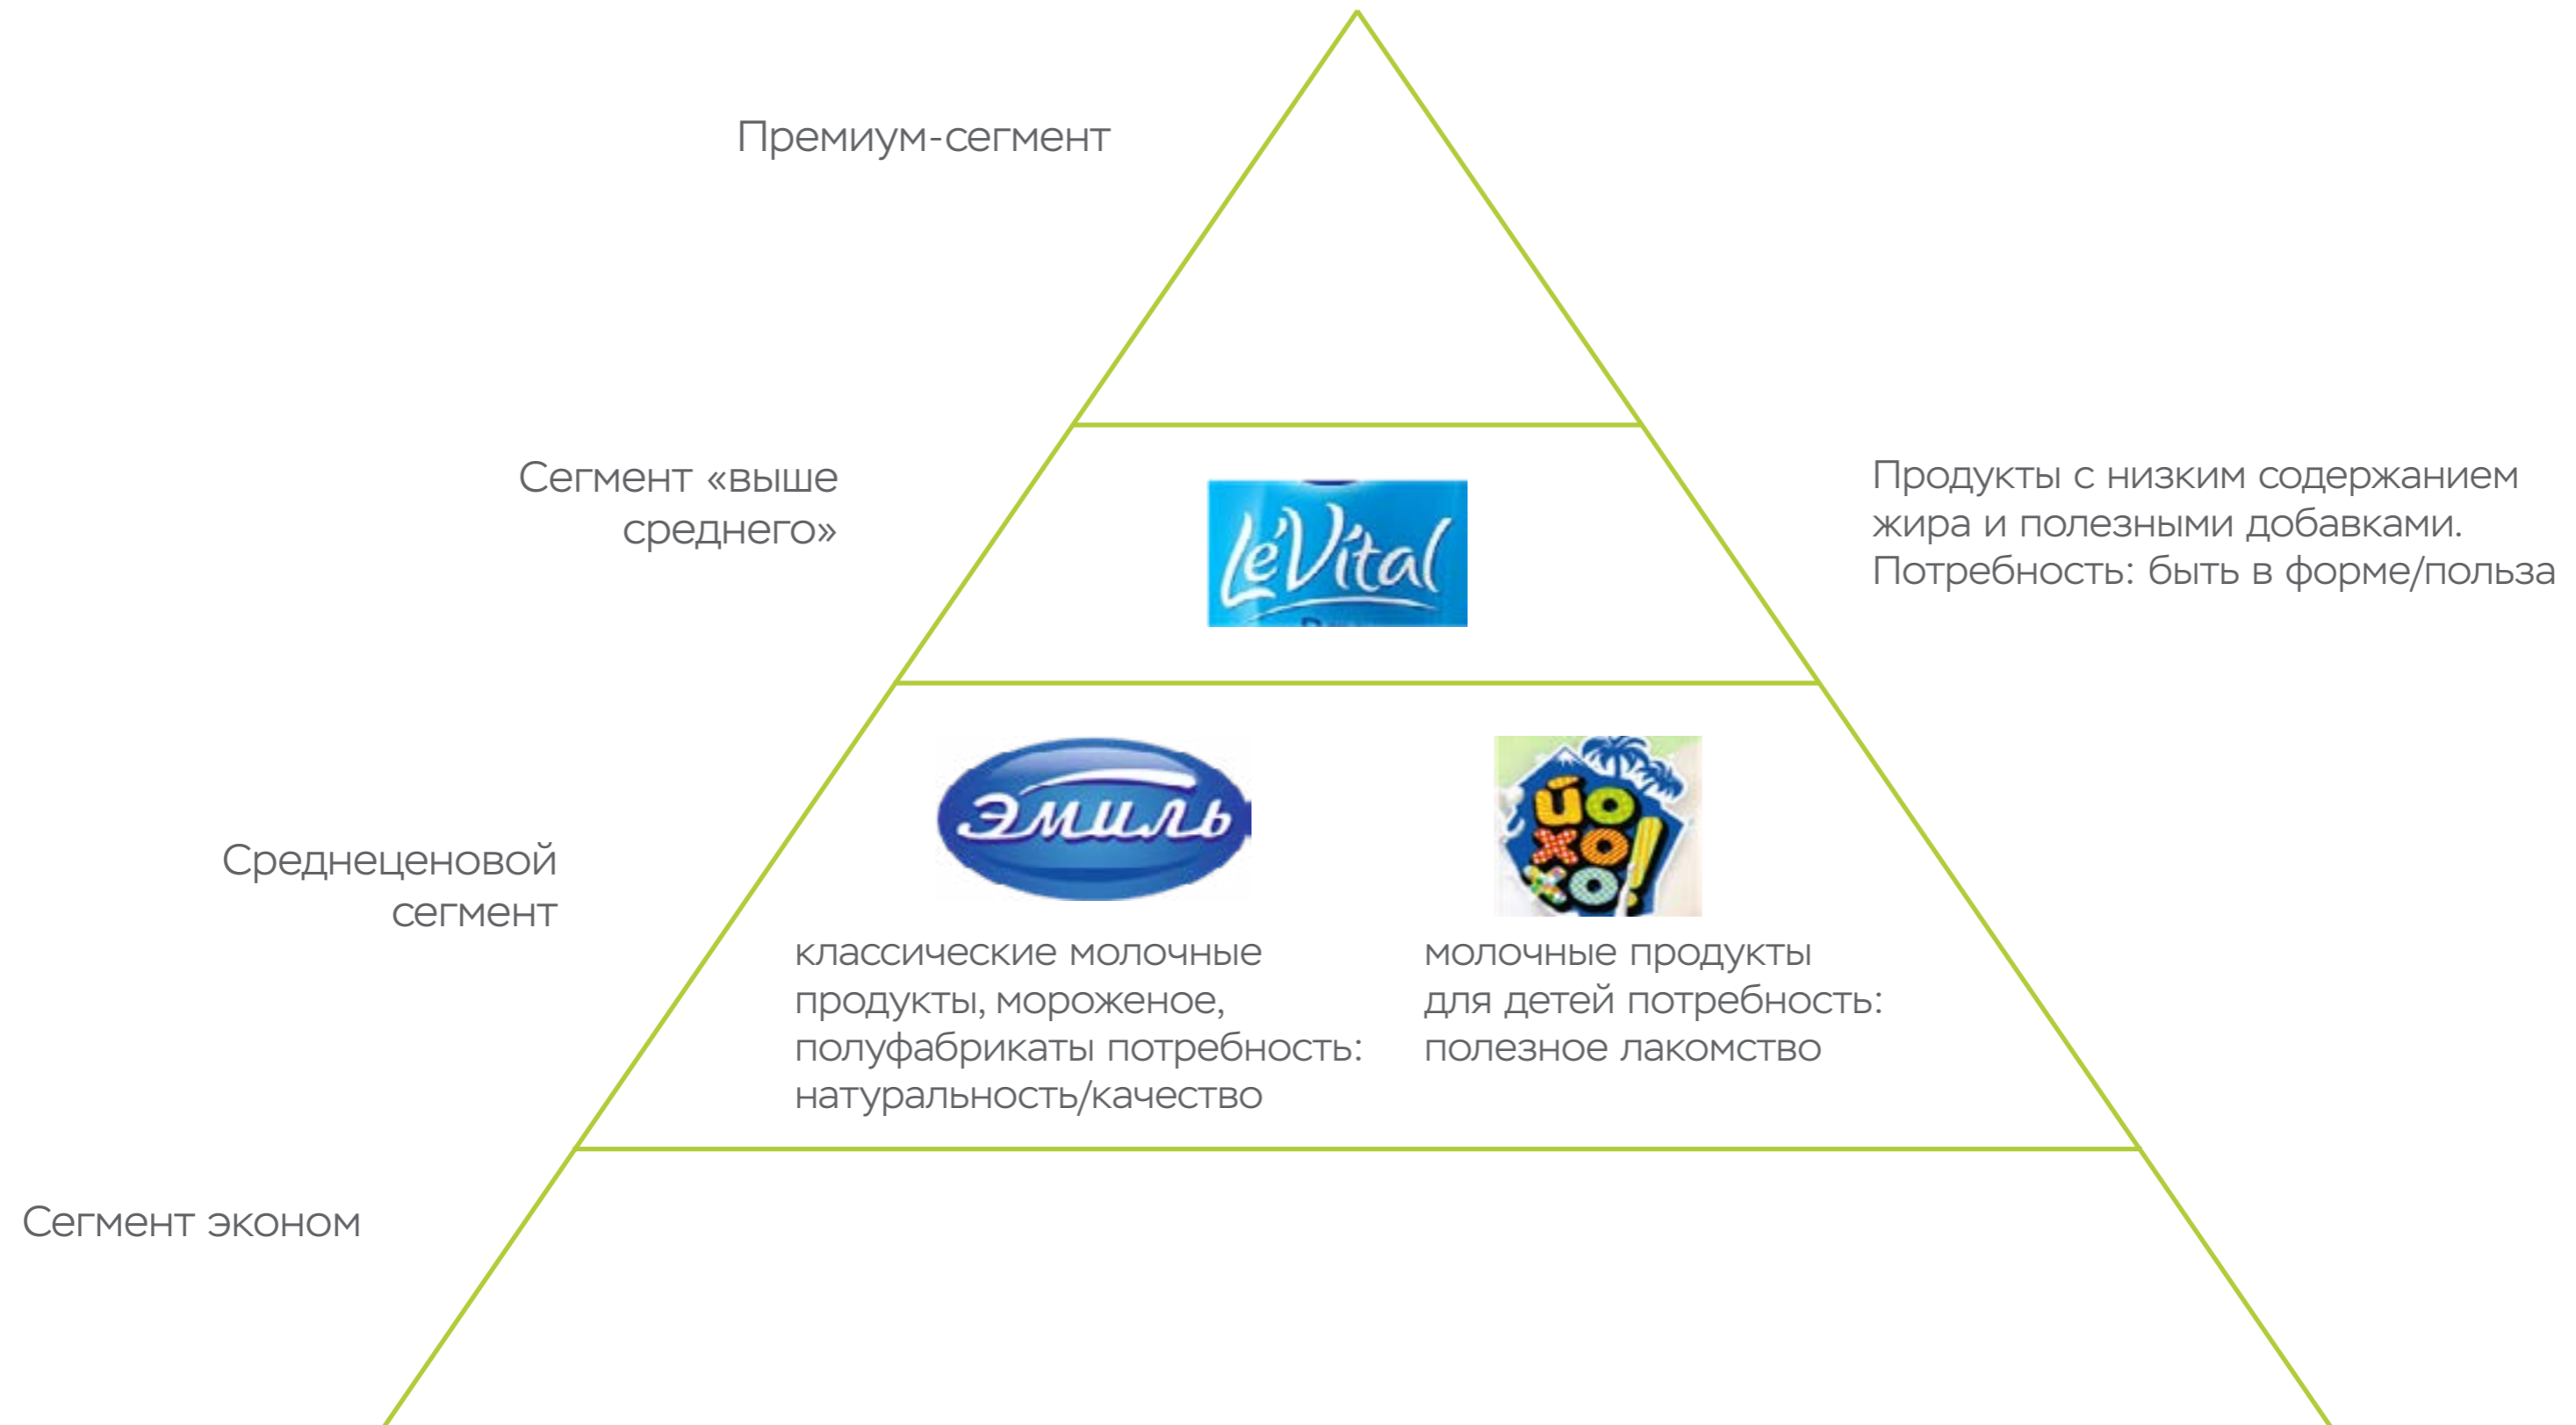 Премиум-сегмент
Сегмент «выше
среднего»
Lé Vital
Продукты с низким содержанием
жира и полезными добавками.
Потребность: быть в форме/польза
Среднеценовой
сегмент
Эмиль
йо
хо
хо!
классические молочные
продукты, мороженое,
полуфабрикаты потребность:
натуральность/качество
молочные продукты
для детей потребность:
полезное лакомство
Сегмент эконом